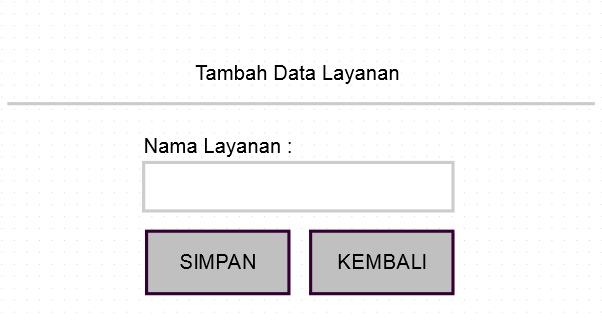 Tambah Data Layanan
Nama Layanan :
SIMPAN KEMBALI